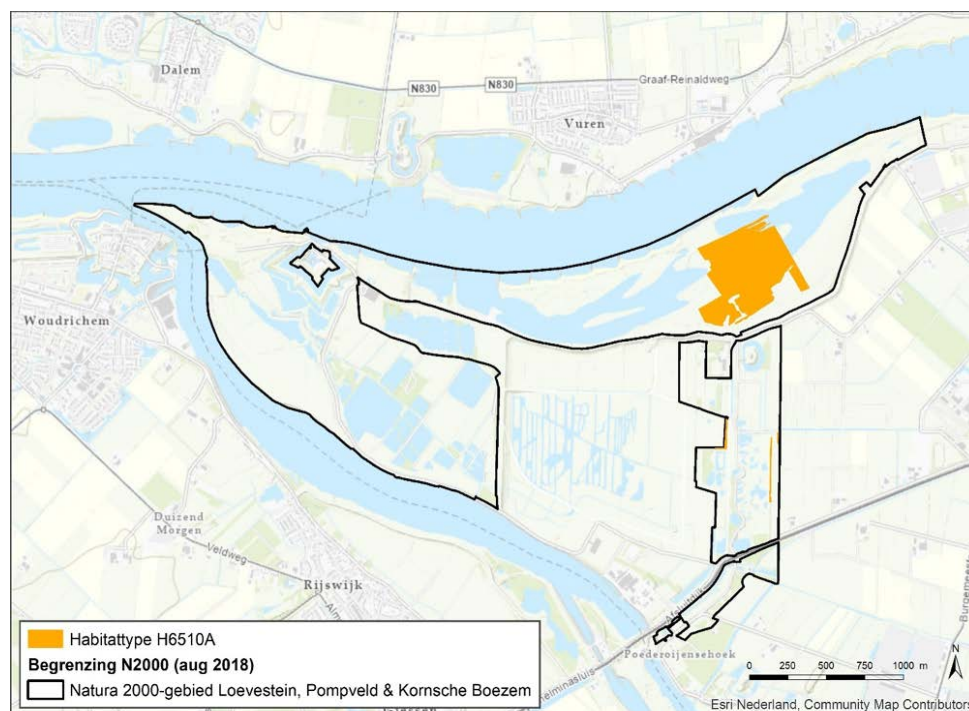 Dalem
N830
N830
Graaf-Reinaldweg
Vuren
Woudrichem
Duizend
Morgen
Veldweg
Rijswijk
Poederoijensehoek
Habitattype H6510A
Begrenzing N2000 (aug 2018)
Natura 2000-gebied Loevestein, Pompveld & Kornsche Boezem
N
0 250 500 750 1000 m
Esri Nederland, Community Map Contributors